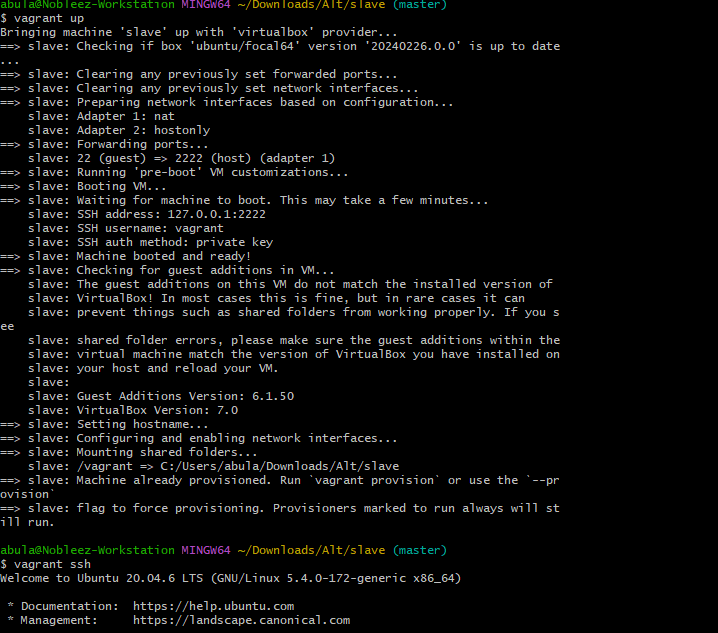 abula@Nobleez-Workstation MINGW64 ~/Downloads/Alt/slave (master)
$ vagrant up
Bringing machine 'slave' up with 'virtualbox' provider...
==> slave: Checking if box 'ubuntu/focal64' version '20240226.0.0' is up to date
...
==> slave: Clearing any previously set forwarded ports...
==> slave: Clearing any previously set network interfaces...
==> slave: Preparing network interfaces based on configuration...
    slave: Adapter 1: nat
    slave: Adapter 2: hostonly
==> slave: Forwarding ports...
    slave: 22 (guest) => 2222 (host) (adapter 1)
==> slave: Running 'pre-boot' VM customizations...
==> slave: Booting VM...
==> slave: Waiting for machine to boot. This may take a few minutes...
    slave: SSH address: 127.0.0.1:2222
    slave: SSH username: vagrant
    slave: SSH auth method: private key
==> slave: Machine booted and ready!
==> slave: Checking for guest additions in VM...
    slave: The guest additions on this VM do not match the installed version of
    slave: VirtualBox! In most cases this is fine, but in rare cases it can
    slave: prevent things such as shared folders from working properly. If you s
ee
    slave: shared folder errors, please make sure the guest additions within the
    slave: virtual machine match the version of VirtualBox you have installed on
    slave: your host and reload your VM.
    slave:
    slave: Guest Additions Version: 6.1.50
    slave: VirtualBox Version: 7.0
==> slave: Setting hostname...
==> slave: Configuring and enabling network interfaces...
==> slave: Mounting shared folders...
    slave: /vagrant => C:/Users/abula/Downloads/Alt/slave
==> slave: Machine already provisioned. Run `vagrant provision` or use the `--pr
ovision`
==> slave: flag to force provisioning. Provisioners marked to run always will st
ill run.

abula@Nobleez-Workstation MINGW64 ~/Downloads/Alt/slave (master)
$ vagrant ssh
Welcome to Ubuntu 20.04.6 LTS (GNU/Linux 5.4.0-172-generic x86_64)

 * Documentation:  https://help.ubuntu.com
 * Management:     https://landscape.canonical.com